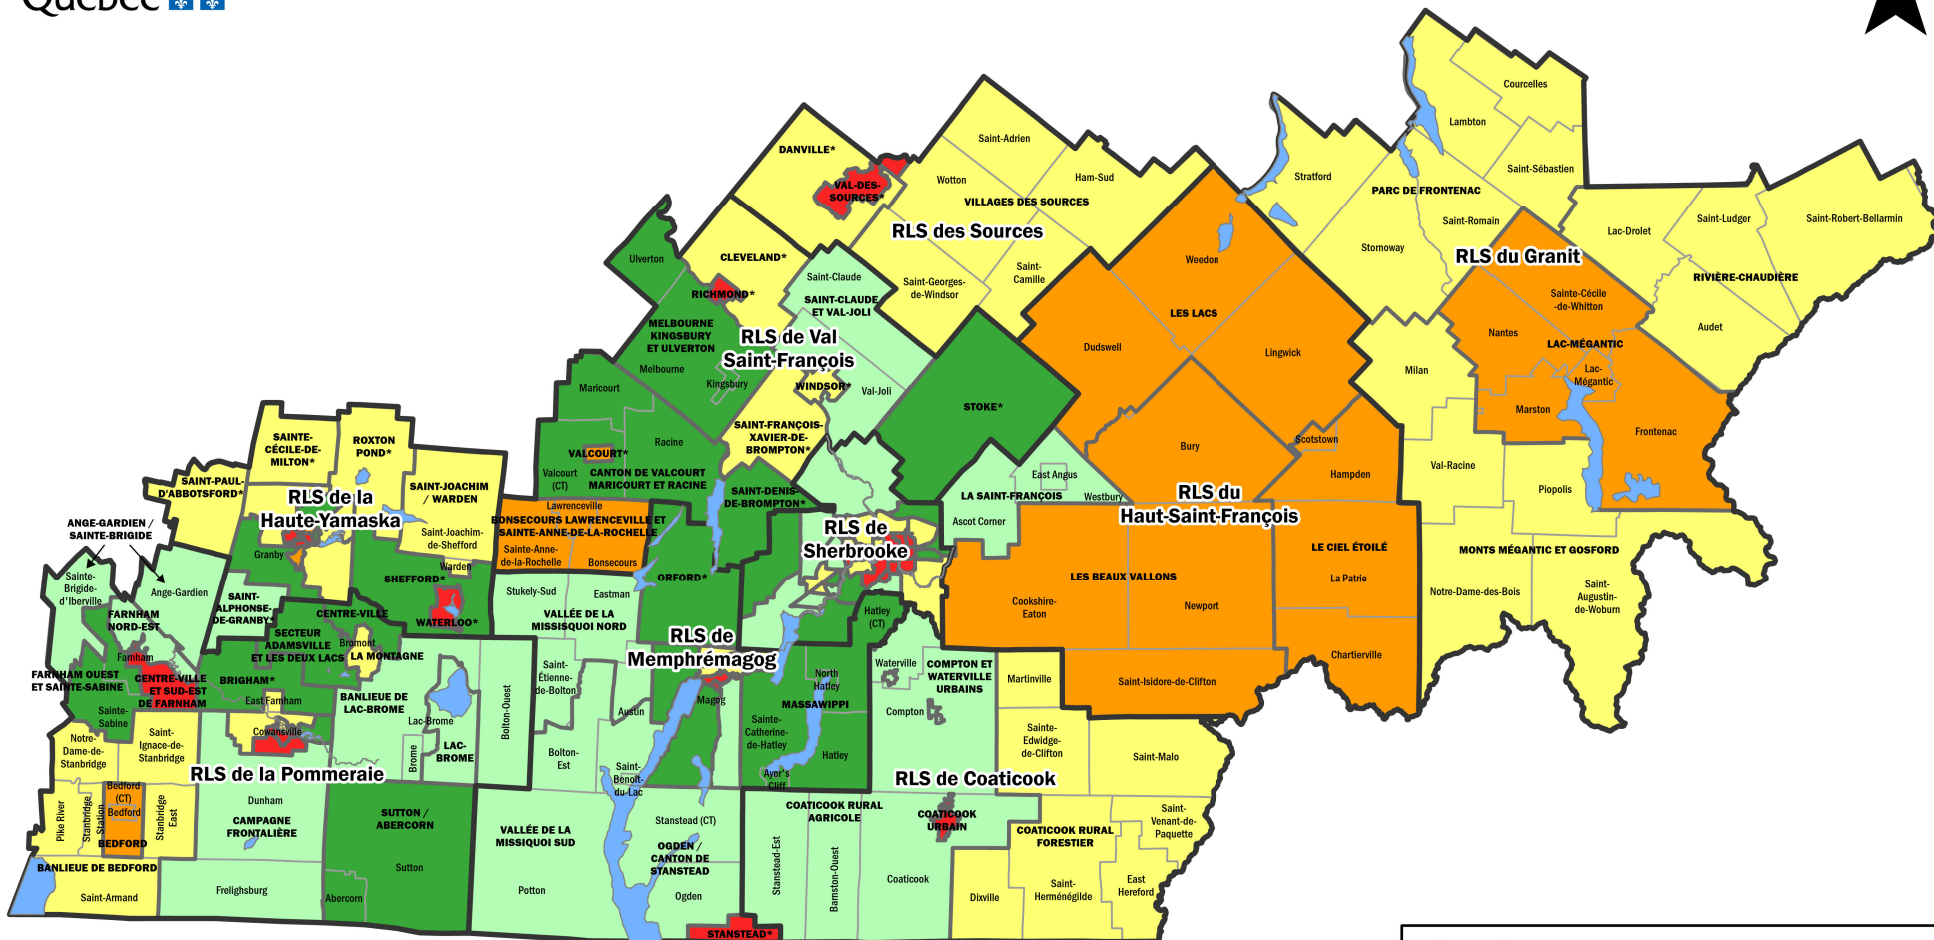 Québec
Courcelles
Lambton
Saint-Sébastien
Saint-Adrien
DANVILLE*
Wotton
Ham-Sud
Stratford
PARC DE FRONTENAC
VAL-DES-
SOURCES*
VILLAGES DES SOURCES
Saint-Romain
Lac-Drolet
Saint-Ludger
Saint-Robert-Bellarmin
RLS des Sources
Stornoway
RLS du Granit
Ulverton
CLEVELAND*
Weedon
Saint-Claude
Saint-
Camille
Saint-Georges-
de-Windsor
RIVIÈRE-CHAUDIÈRE
RICHMOND*
SAINT-CLAUDE
ET VAL-JOLI
Sainte-Cécile
-de-Whitton
LES LACS
MELBOURNE
KINGSBURY
ET ULVERTON
Nantes
Audet
RLS de Val
Saint-François
Dudswell
Lingwick
LAC-MÉGANTIC
Melbourne
Kingsbury
Milan
Lac-
Mégantic
Maricourt
WINDSOR*
Val-Joli
STOKE*
Marston
Frontenac
SAINTE-
CÉCILE-DE-
MILTON*
ROXTON
POND*
Racine
SAINT-FRANÇOIS-
XAVIER-DE-
BROMPTON*
Bury
Scotstown
VALCOURT*
Val-Racine
Hampden
Valcourt
(CT)
CANTON DE VALCOURT
MARICOURT ET RACINE
East Angus
SAINT-PAUL-
D'ABBOTSFORD*
SAINT-JOACHIM
/ WARDEN
SAINT-DENIS-
DE-BROMPTON*
LA SAINT-FRANÇOIS
Westbury
Piopolis
RLS de la
Haute-Yamaska
RLS du
Haut-Saint-François
Lawrenceville
BONSECOURS LAWRENCEVILLE ET
SAINTE-ANNE-DE-LA-ROCHELLE
ANGE-GARDIEN /
SAINTE-BRIGIDE
Ascot Corner
RLS de
Sherbrooke
Saint-Joachim-
de-Shefford
Granby
Sainte-Anne-
de-la-Rochelle
Bonsecours
LE CIEL ÉTOILÉ
MONTS MÉGANTIC ET GOSFORD
Warden
SHEFFORD*
ORFORD*
LES BEAUX VALLONS
La Patrie
Sainte-
Brigide-
d'Iberville
Ange-Gardien
Stukely-Sud
Eastman
Notre-Dame-des-Bois
Saint-
Augustin-
de-Woburn
SAINT-
ALPHONSE-
DE-GRANBY*
Cookshire-
Eaton
Newport
FARNHAM
NORD-EST
CENTRE-VILLE
WATERLOO*
VALLÉE DE LA
MISSISQUOI NORD
Hatley
(CT)
SECTEUR
ADAMSVILLE
ET LES DEUX LACS
Bromont
LA MONTAGNE
RLS de
Memphrémagog
Farnham
Chartierville
Waterville
COMPTON ET
WATERVILLE
URBAINS
FARNHAM OUEST
ET SAINTE-SABINE
CENTRE-VILLE
ET SUD-EST
DE FARNHAM
BRIGHAM*
Saint-
Étienne-
de-Bolton
North
Hatley
Martinville
Saint-Isidore-de-Clifton
East Farnham
BANLIEUE DE
LAC-BROME
Bolton-Ouest
Austin
Magog
MASSAWIPPI
Compton
Sainte-
Sabine
Lac-Brome
Sainte-
Catherine-
de-Hatley
Cowansville
Notre-
Dame-de-
Stanbridge
Saint-
Ignace-de-
Stanbridge
Brome
LAC-
BROME
Bolton-
Est
Hatley
Sainte-
Edwidge-
de-Clifton
Saint-Malo
RLS de la Pommeraie
Saint-
Benoît-
du-Lac
Ayer's
Cliff
RLS de Coaticook
Bedford
(CT)
Bedford
Dunham
COATICOOK RURAL
AGRICOLE
Pike River
Stanbridge
Station
Stanbridge
East
CAMPAGNE
FRONTALIÈRE
SUTTON /
ABERCORN
Stanstead (CT)
COATICOOK
URBAIN
Saint-
Venant-de-
Paquette
BEDFORD
VALLÉE DE LA
MISSIQUOI SUD
OGDEN /
CANTON DE
STANSTEAD
COATICOOK RURAL
FORESTIER
BANLIEUE DE BEDFORD
Sutton
Stanstead-Est
Barnston-Ouest
Coaticook
Saint-Armand
Frelighsburg
Abercorn
Potton
Ogden
Dixville
Saint-
Herménégilde
East
Hereford
STANSTEAD*